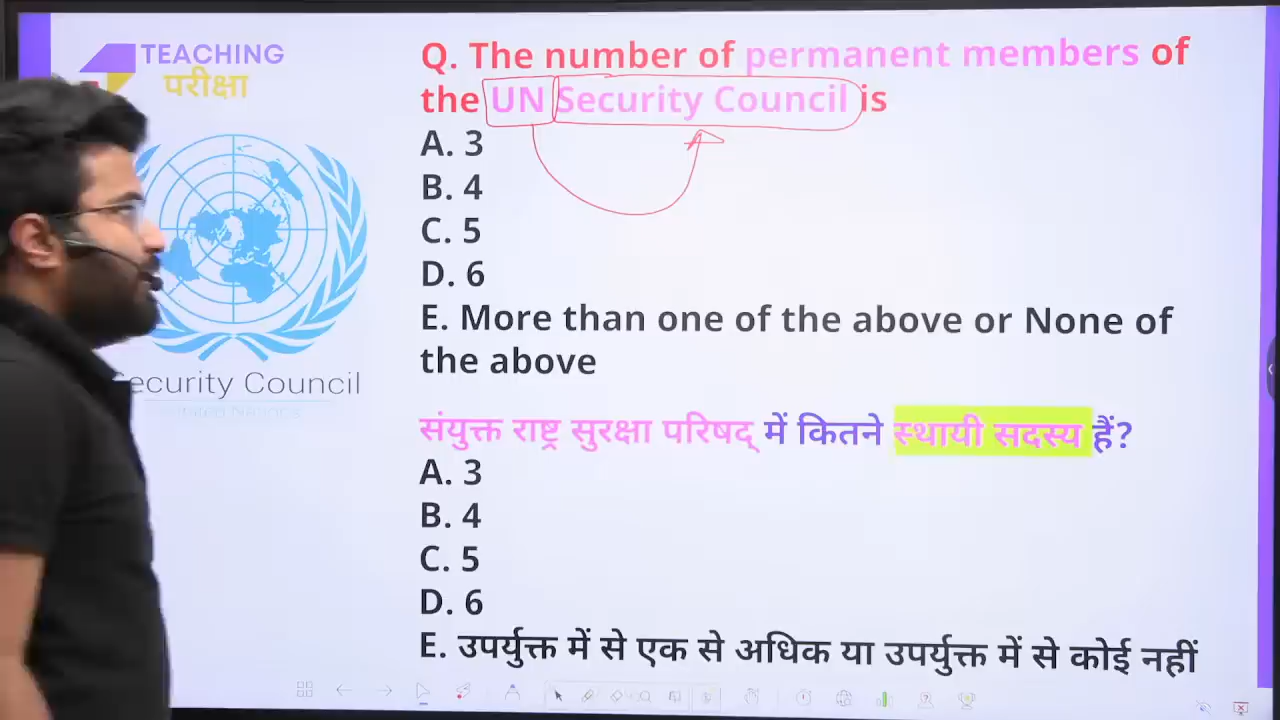 TEACHING
परीक्षा
Q. The number of permanent members of
the UN Security Council is
A. 3
B. 4
C. 5
D. 6
E. More than one of the above or None of
the above
ecurity Council
संयुक्त राष्ट्र सुरक्षा परिषद् में कितने स्थायी सदस्य हैं?
A. 3
B. 4
C. 5
D. 6
E. उपर्युक्त में से एक से अधिक या उपर्युक्त में से कोई नहीं